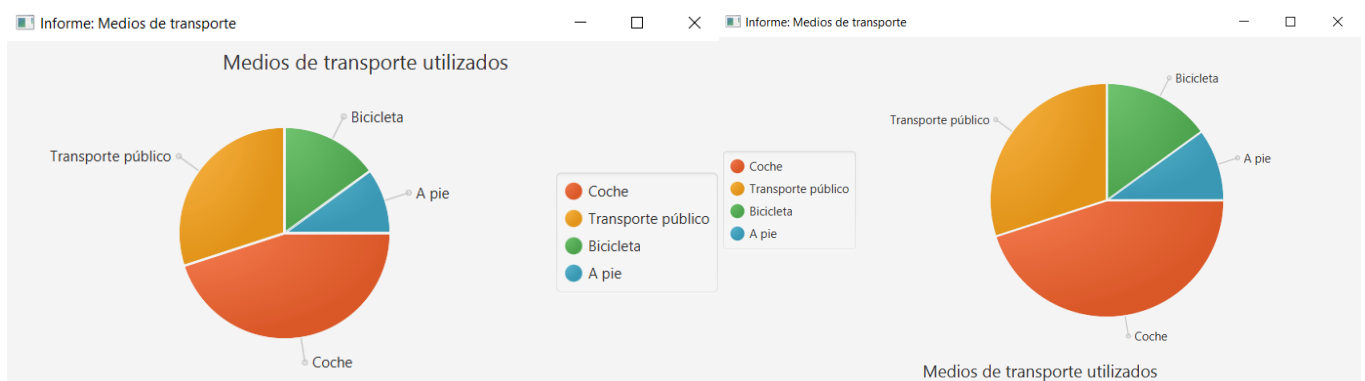 Informe: Medios de transporte
Medios de transporte utilizados
Bicicleta
Transporte público
A pie
Coche
Coche
Transporte público
Bicicleta
A pie
Informe: Medios de transporte
Bicicleta
Transporte público
A pie
Coche
Coche
Transporte público
Bicicleta
A pie
Medios de transporte utilizados